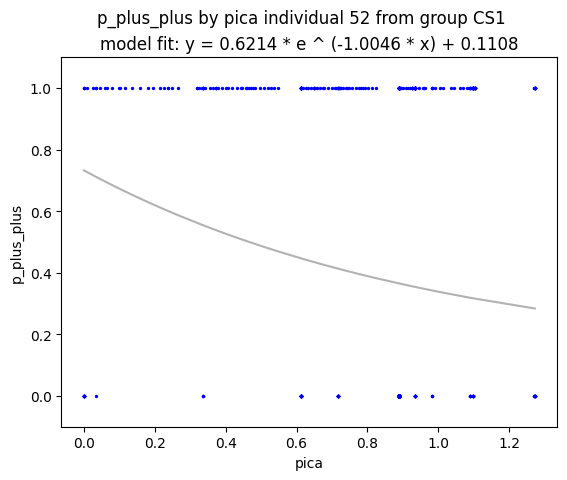 p_plus_plus by pica individual 52 from group CS1
model fit: y = 0.6214 * e ^ (-1.0046 * x) + 0.1108
1.0
0.8
0.6
0.4
0.2
0.0
p_plus_plus
0.0 0.2 0.4 0.6 0.8 1.0 1.2
pica